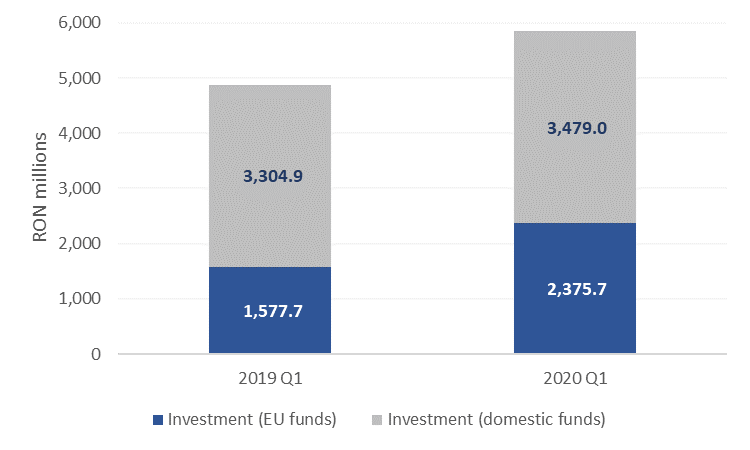 6,000
5,000
4,000
3,000
2,000
1,000
0
RON millions
3,304.9
1,577.7
3,479.0
2,375.7
2019 Q1
2020 Q1
Investment (EU funds)
Investment (domestic funds)